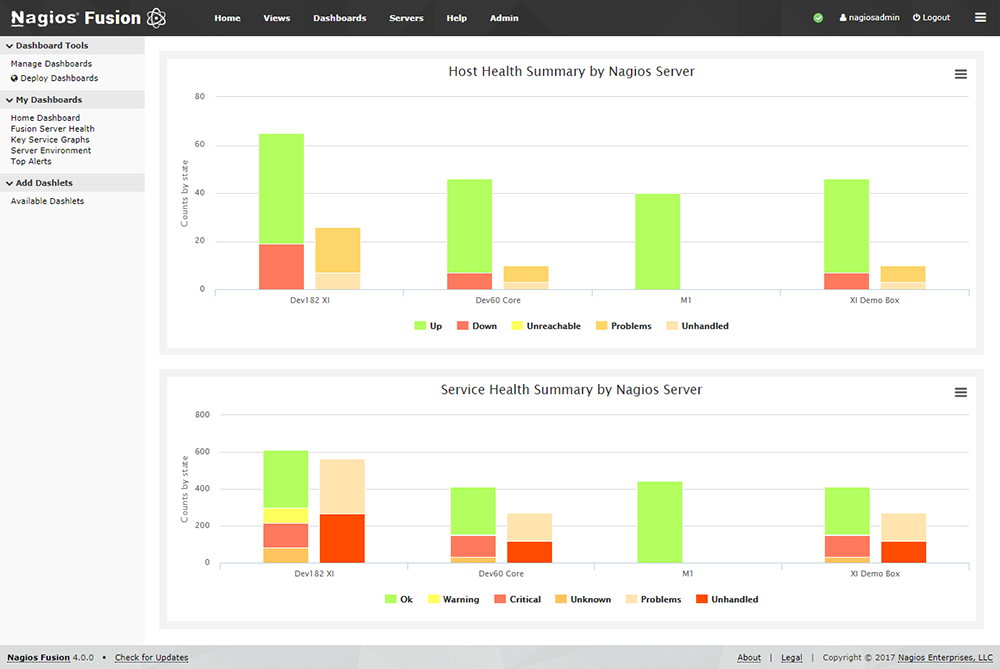 Nagios® Fusion
Home Views Dashboards Servers Help Admin
nagiosadmin Logout
Dashboard Tools
Manage Dashboards
Deploy Dashboards
My Dashboards
Home Dashboard
Fusion Server Health
Key Service Graphs
Server Environment
Top Alerts
Add Dashlets
Available Dashlets
Host Health Summary by Nagios Server
Counts by state
80
60
40
20
0
Dev182 XI Dev60 Core M1 XI Demo Box
Up Down Unreachable Problems Unhandled
Service Health Summary by Nagios Server
Counts by state
800
600
400
200
0
Dev182 XI Dev60 Core M1 XI Demo Box
Ok Warning Critical Unknown Problems Unhandled
Nagios Fusion 4.0.0 • Check for Updates
About | Legal | Copyright © 2017 Nagios Enterprises, LLC